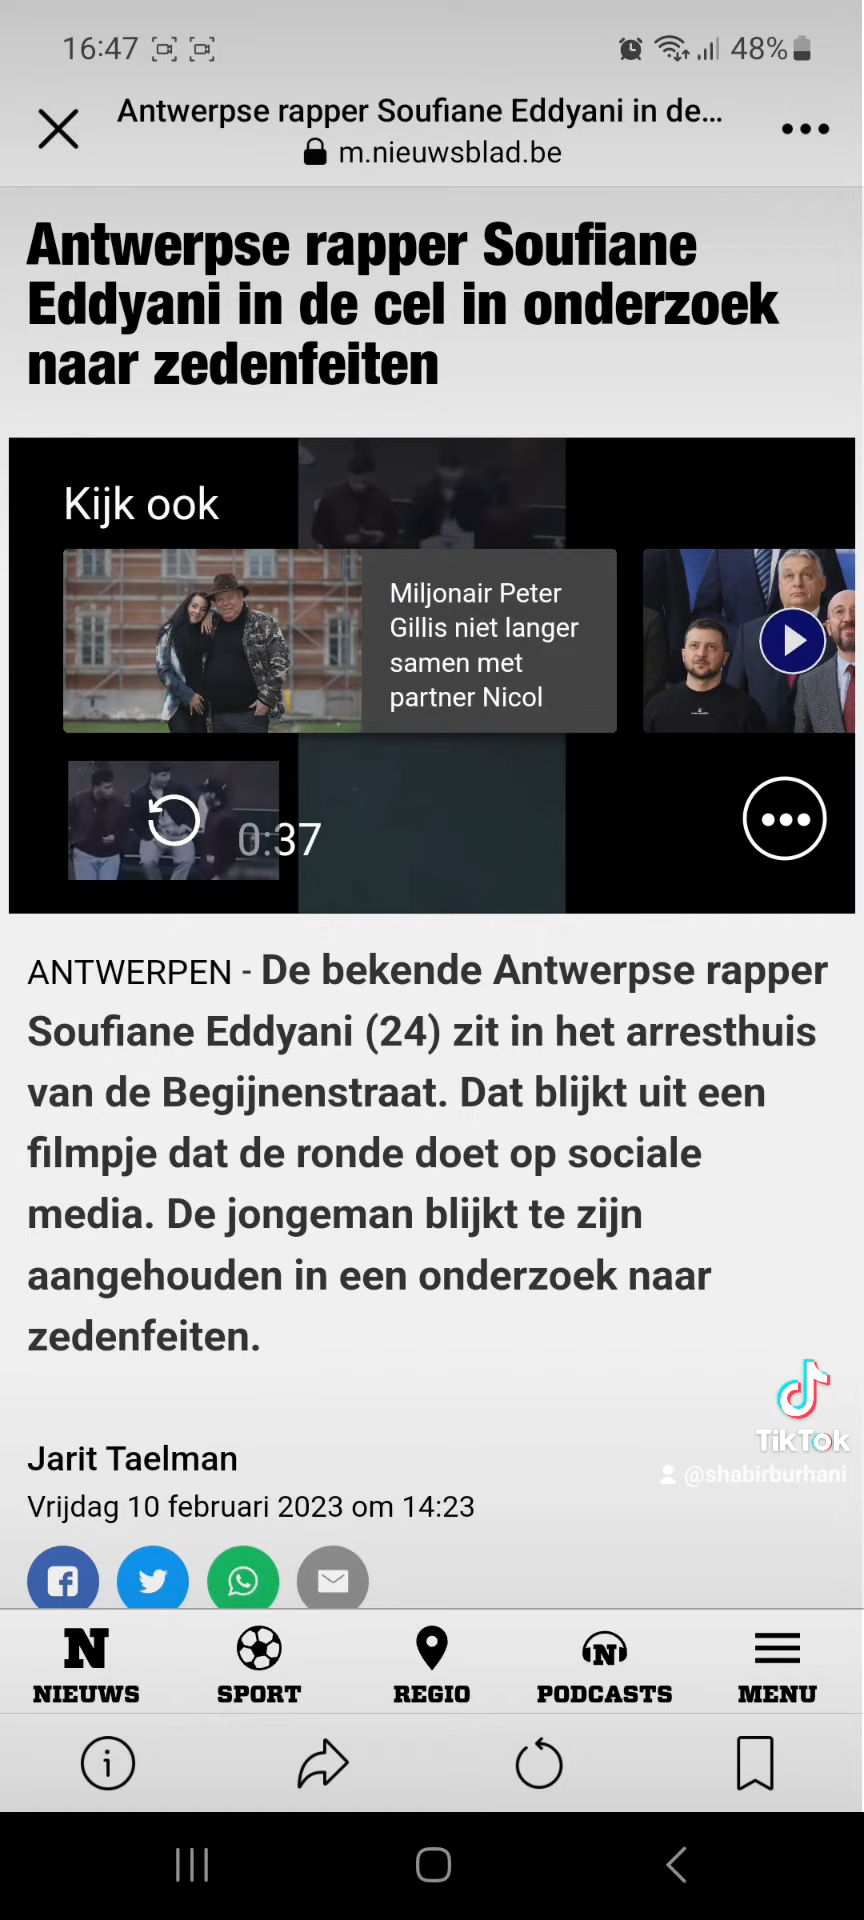 16:47
48%
Antwerpse rapper Soufiane Eddyani in de...
m.nieuwsblad.be
Antwerpse rapper Soufiane
Eddyani in de cel in onderzoek
naar zedenfeiten
Kijk ook
Miljonair Peter
Gillis niet langer
samen met
partner Nicol
0:37
ANTWERPEN - De bekende Antwerpse rapper
Soufiane Eddyani (24) zit in het arresthuis
van de Begijnenstraat. Dat blijkt uit een
filmpje dat de ronde doet op sociale
media. De jongeman blijkt te zijn
aangehouden in een onderzoek naar
zedenfeiten.
TikTok
@shabirburhani
Jarit Taelman
Vrijdag 10 februari 2023 om 14:23
N
N
NIEUWS
SPORT
REGIO
PODCASTS
MENU